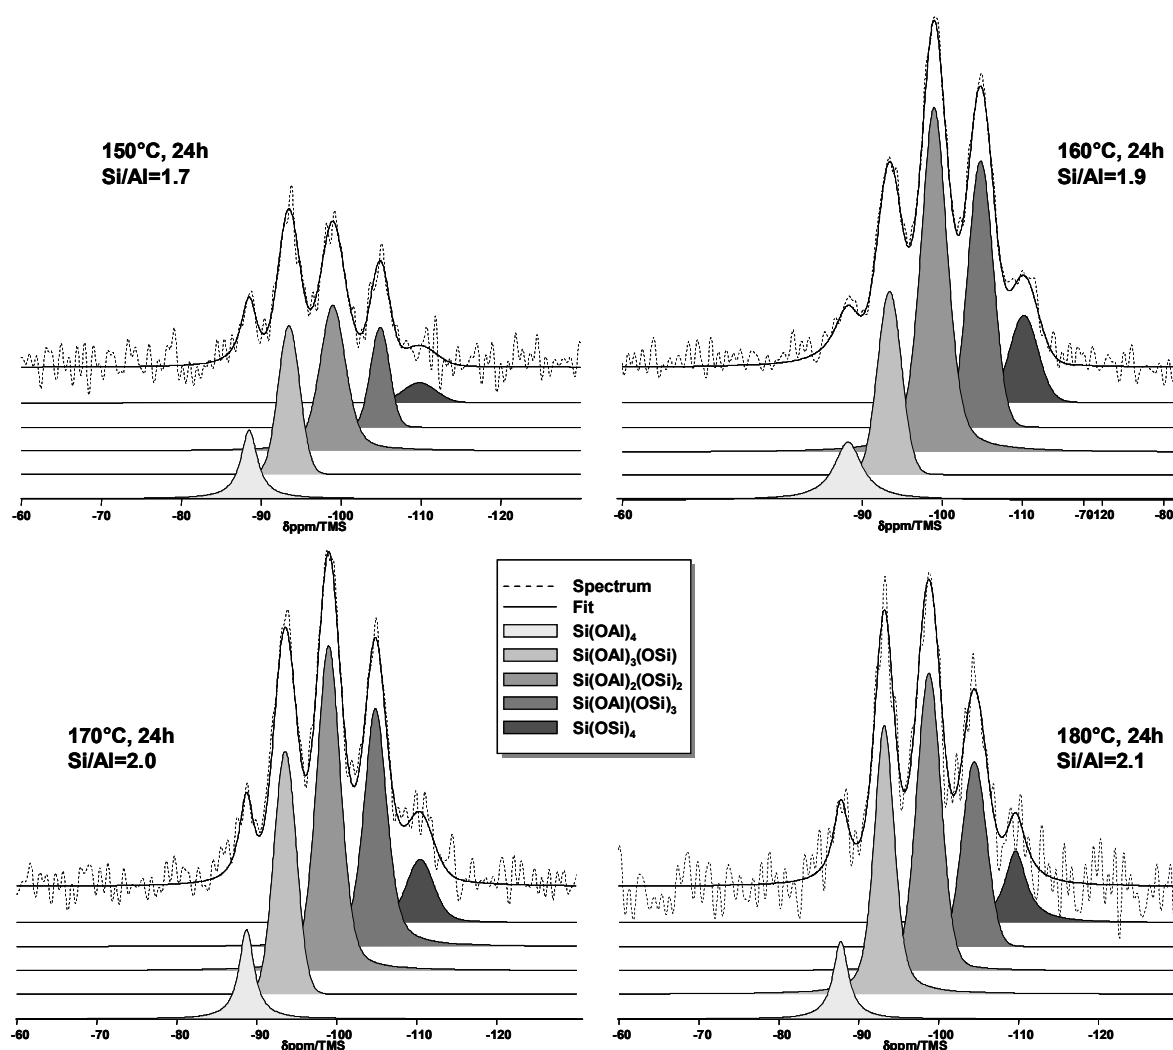 150°C, 24h
Si/Al=1.7
160°C, 24h
Si/Al=1.9
-60 -70 -80 -90 -100 -110 -120
δppm/TMS
-60 -90 -100 -110 -70120 -80
δppm/TMS
Spectrum
Fit
Si(OAl)4
Si(OAl)3(OSi)
Si(OAl)2(OSi)2
Si(OAl)(OSi)3
Si(OSi)4
170°C, 24h
Si/Al=2.0
180°C, 24h
Si/Al=2.1
-60 -70 -80 -90 -100 -110 -120
δppm/TMS
-60 -70 -80 -90 -100 -110 -120
δppm/TMS